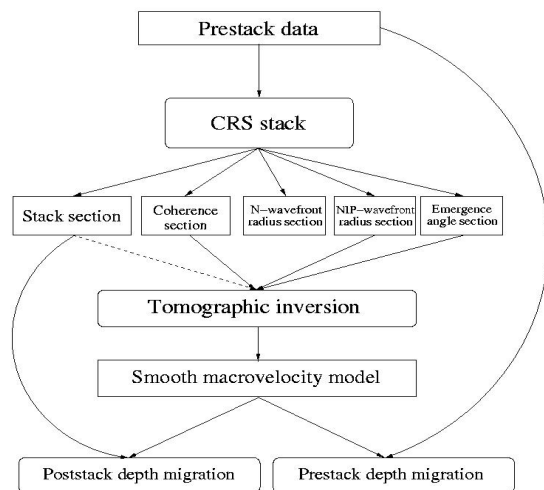 Prestack data
CRS stack
Stack section
Coherence
section
N-wavefront
radius section
NIP-wavefront
radius section
Emergence
angle section
Tomographic inversion
Smooth macrovelocity model
Poststack depth migration
Prestack depth migration